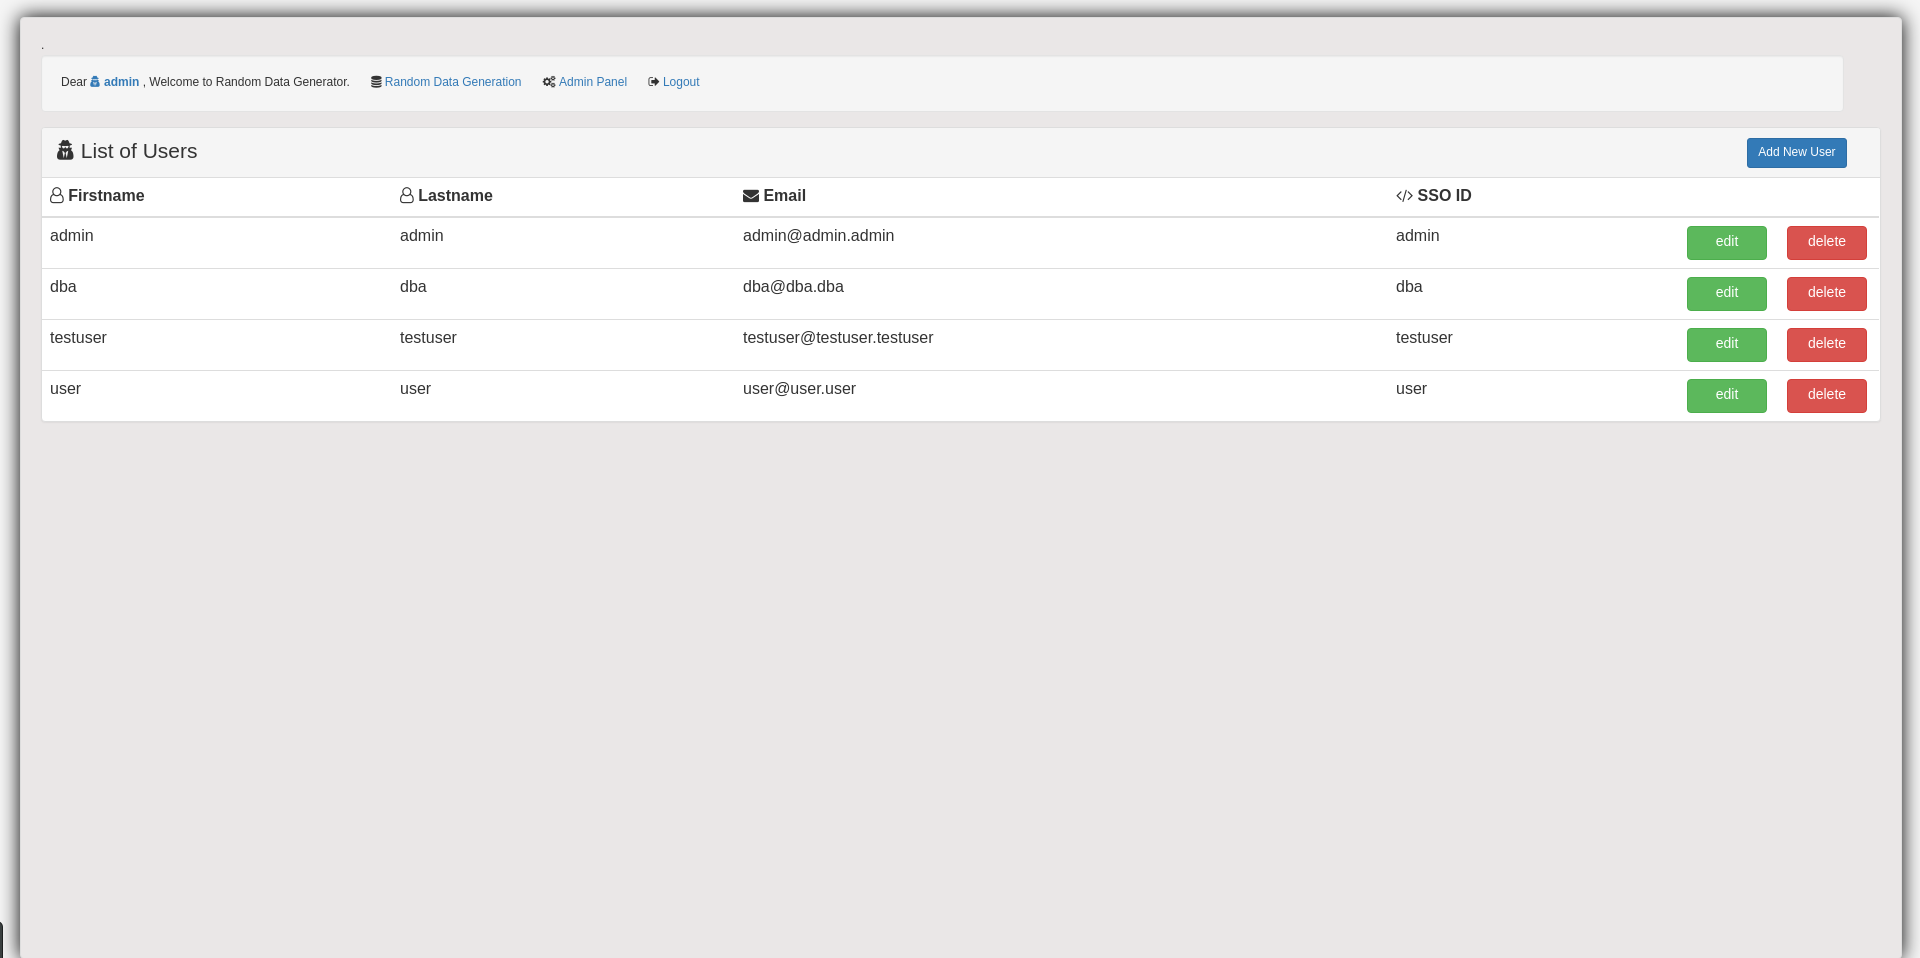 .
Dear admin , Welcome to Random Data Generator. Random Data Generation Admin Panel Logout
List of Users Add New User
Firstname Lastname Email SSO ID
admin admin admin@admin.admin admin edit delete
dba dba dba@dba.dba dba edit delete
testuser testuser testuser@testuser.testuser testuser edit delete
user user user@user.user user edit delete